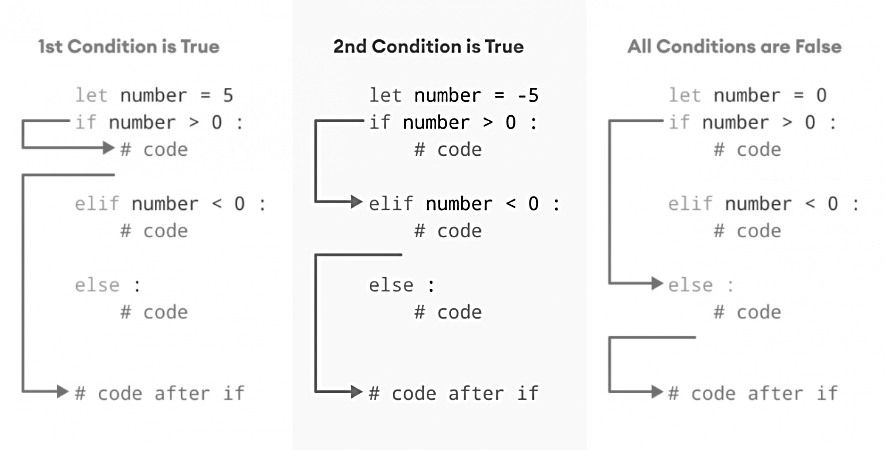 1st Condition is True
let number = 5
if number > 0 :
# code
elif number < 0 :
# code
else :
# code
# code after if
2nd Condition is True
let number = -5
if number > 0 :
# code
elif number < 0 :
# code
else :
# code
# code after if
All Conditions are False
let number = 0
if number > 0 :
# code
elif number < 0 :
# code
else :
# code
# code after if